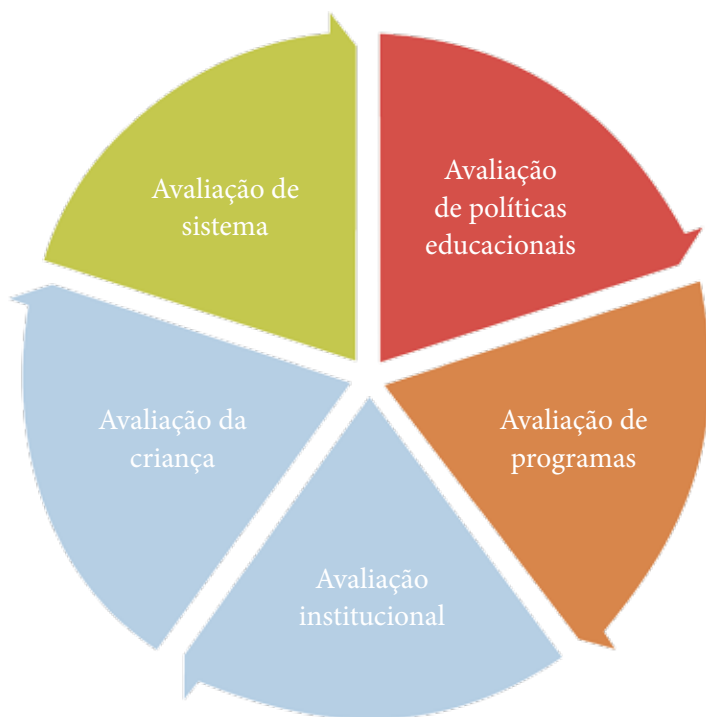 Avaliação
de políticas
educacionais
Avaliação de
programas
Avaliação
institucional
Avaliação da
criança
Avaliação de
sistema